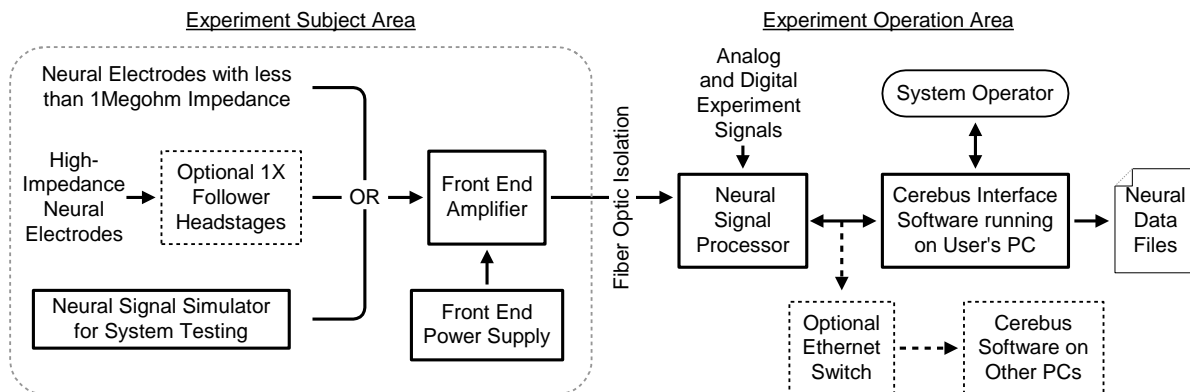 Experiment Subject Area
Neural Electrodes with less
than 1Megohm Impedance
High-
Impedance
Neural
Electrodes
Optional 1X
Follower
Headstages
OR
Front End
Amplifier
Neural Signal Simulator
for System Testing
Front End
Power Supply
Fiber Optic Isolation
Experiment Operation Area
Analog
and Digital
Experiment
Signals
System Operator
Neural
Signal
Processor
Cerebus Interface
Software running
on User's PC
Neural
Data
Files
Optional
Ethernet
Switch
Cerebus
Software on
Other PCs